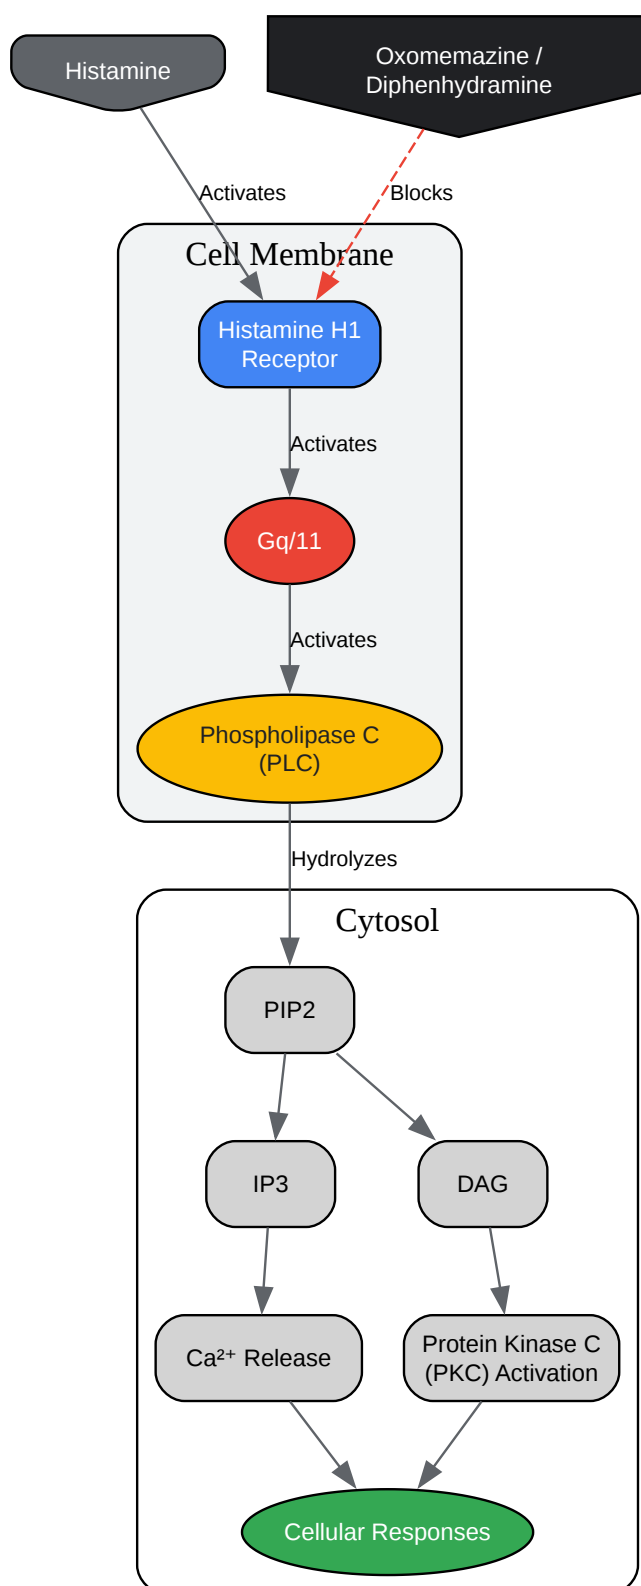 Histamine
Oxomemazine /
Diphenhydramine
Activates
Blocks
Cell Membrane
Histamine H1
Receptor
Activates
Gq/11
Activates
Phospholipase C
(PLC)
Hydrolyzes
Cytosol
PIP2
IP3
DAG
Ca²⁺ Release
Protein Kinase C
(PKC) Activation
Cellular Responses